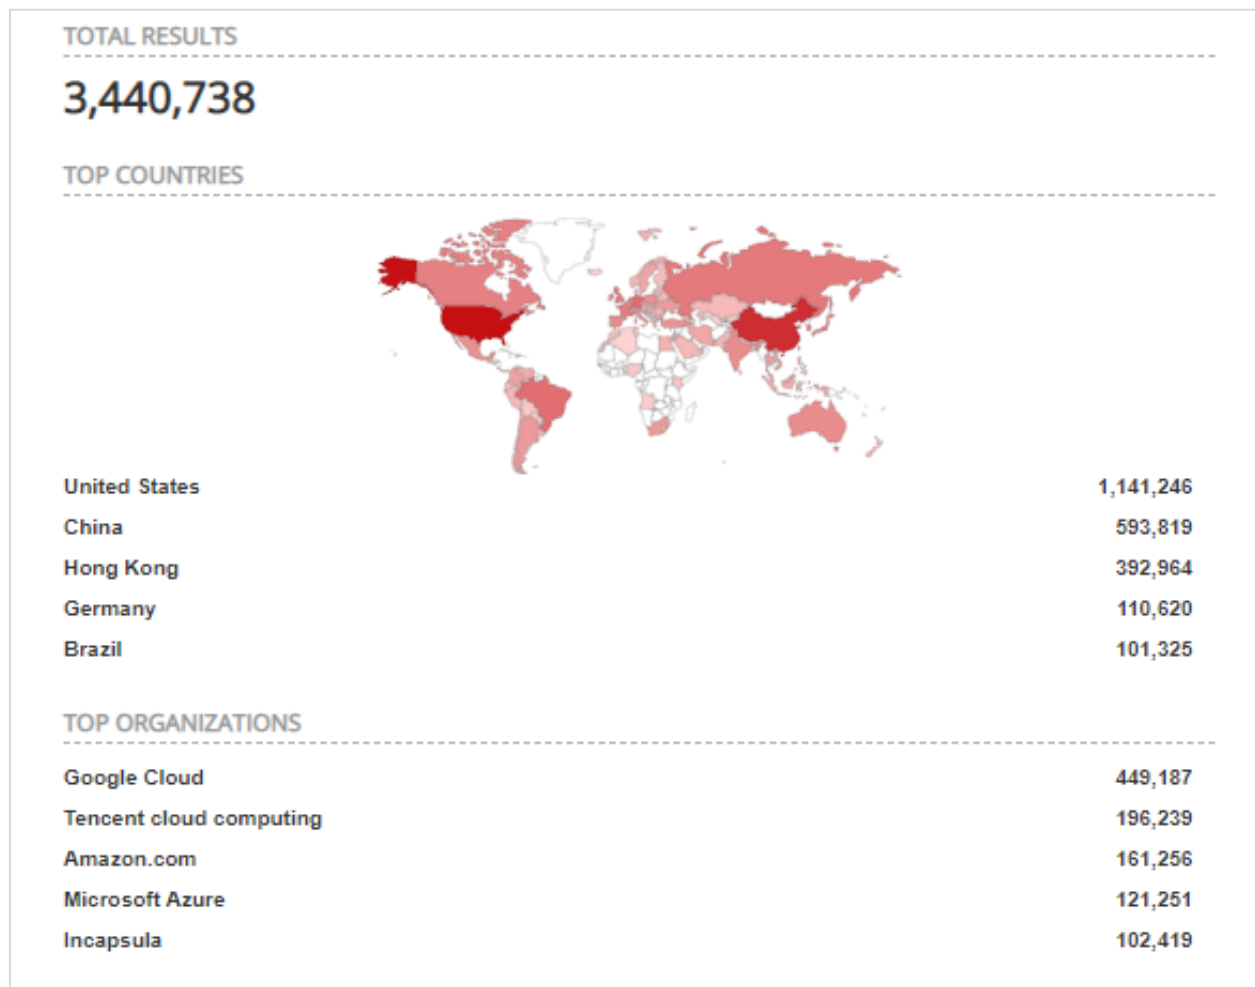 TOTAL RESULTS
3,440,738
TOP COUNTRIES
United States 1,141,246
China 593,819
Hong Kong 392,964
Germany 110,620
Brazil 101,325
TOP ORGANIZATIONS
Google Cloud 449,187
Tencent cloud computing 196,239
Amazon.com 161,256
Microsoft Azure 121,251
Incapsula 102,419